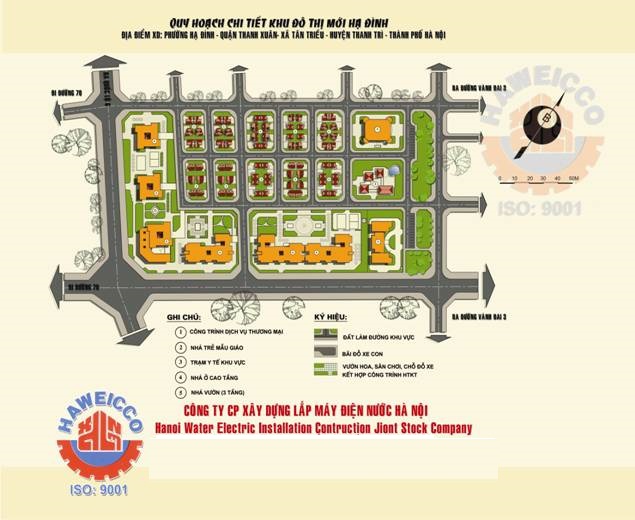 QUY HOẠCH CHI TIẾT KHU ĐÔ THỊ MỚI HẠ ĐÌNH
ĐỊA ĐIỂM XD: PHƯỜNG HẠ ĐÌNH - QUẬN THANH XUÂN- XÃ TÂN TRIỀU - HUYỆN THANH TRÌ - THÀNH PHỐ HÀ NỘI
ĐI ĐƯỜNG 70
RA ĐƯỜNG VÀNH ĐAI 3
HAWEICCO
0 10 20 30 40 50M
ISO: 9001
ĐI ĐƯỜNG 70
RA ĐƯỜNG VÀNH ĐAI 3
GHI CHÚ:
1 CÔNG TRÌNH DỊCH VỤ THƯƠNG MẠI
2 NHÀ TRẺ MẪU GIÁO
3 TRẠM Y TẾ KHU VỰC
4 NHÀ Ở CAO TẦNG
5 NHÀ VƯỜN (3 TẦNG)
KÝ HIỆU:
ĐẤT LÀM ĐƯỜNG KHU VỰC
BÃI ĐỖ XE CON
VƯỜN HOA, SÂN CHƠI, CHỖ ĐỖ XE
KẾT HỢP CÔNG TRÌNH HTKT
CÔNG TY CP XÂY DỰNG LẮP MÁY ĐIỆN NƯỚC HÀ NỘI
Hanoi Water Electric Installation Contruction Jiont Stock Company
HAWEICCO
ISO: 9001